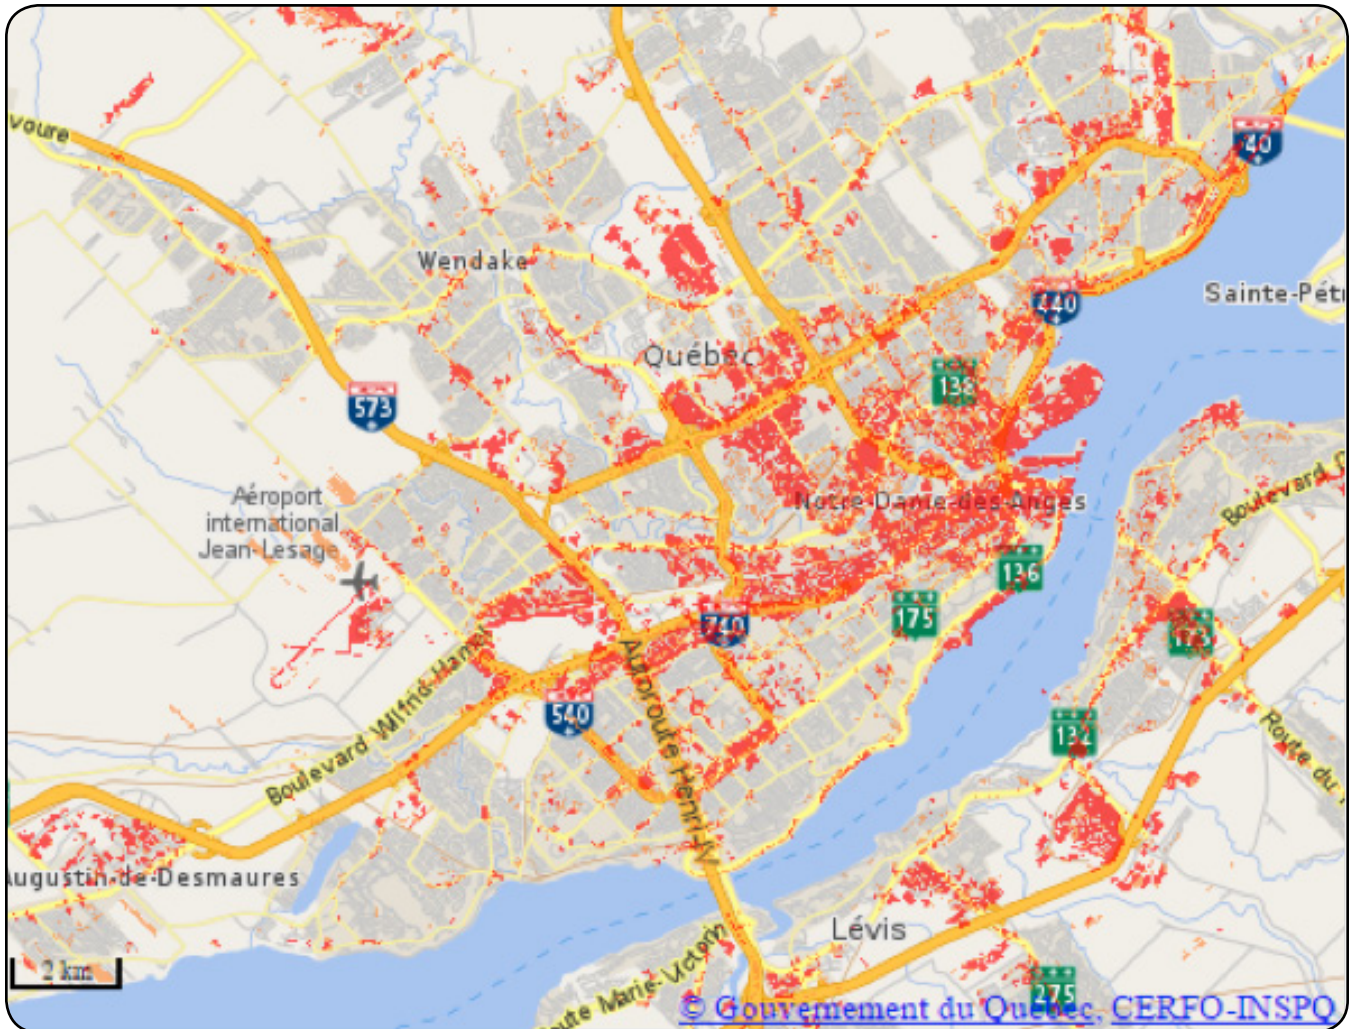 voure
40
Wendake
Sainte-Pétr
440
Québec
138
573
Aéroport
international
Jean-Lesage
Notre-Dame-des-Anges
Boulevard
136
175
740
173
Autoroute Henri-IV
540
132
Boulevard Wilfrid-Hamel
Route du
Augustin-de-Desmaures
Lévis
2 km
oute Marie-Victorin
275
© Gouvernement du Québec, CERFO-INSPQ